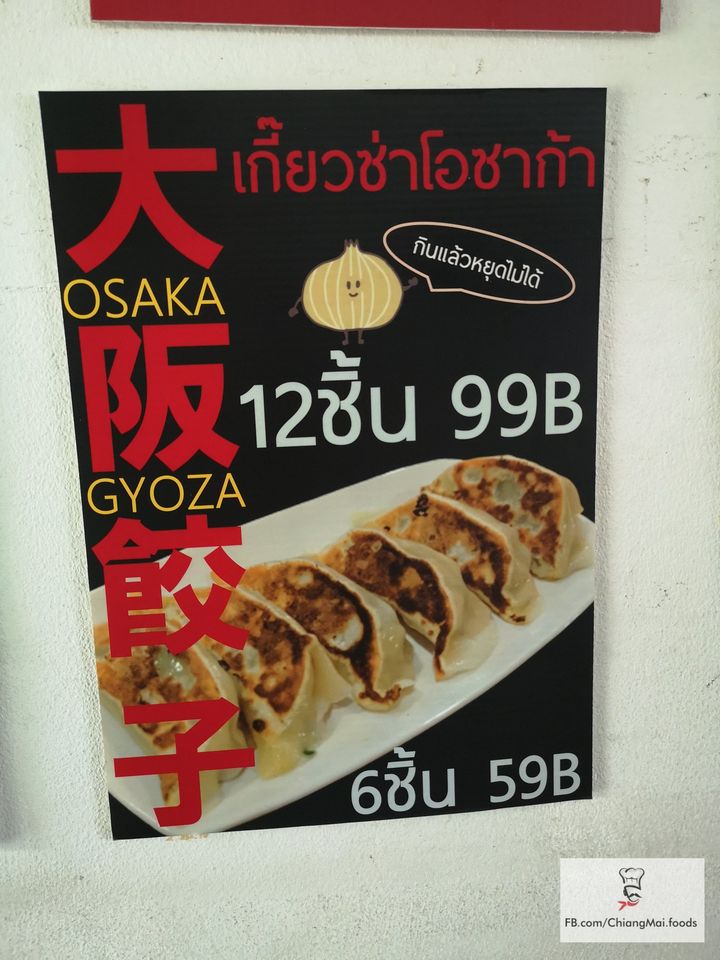 大阪餃子
OSAKA
GYOZA
เกี๊ยวซ่าโอซาก้า
กินแล้วหยุดไม่ได้
12ชิ้น 99B
6ชิ้น 59B
FB.com/ChiangMai.foods